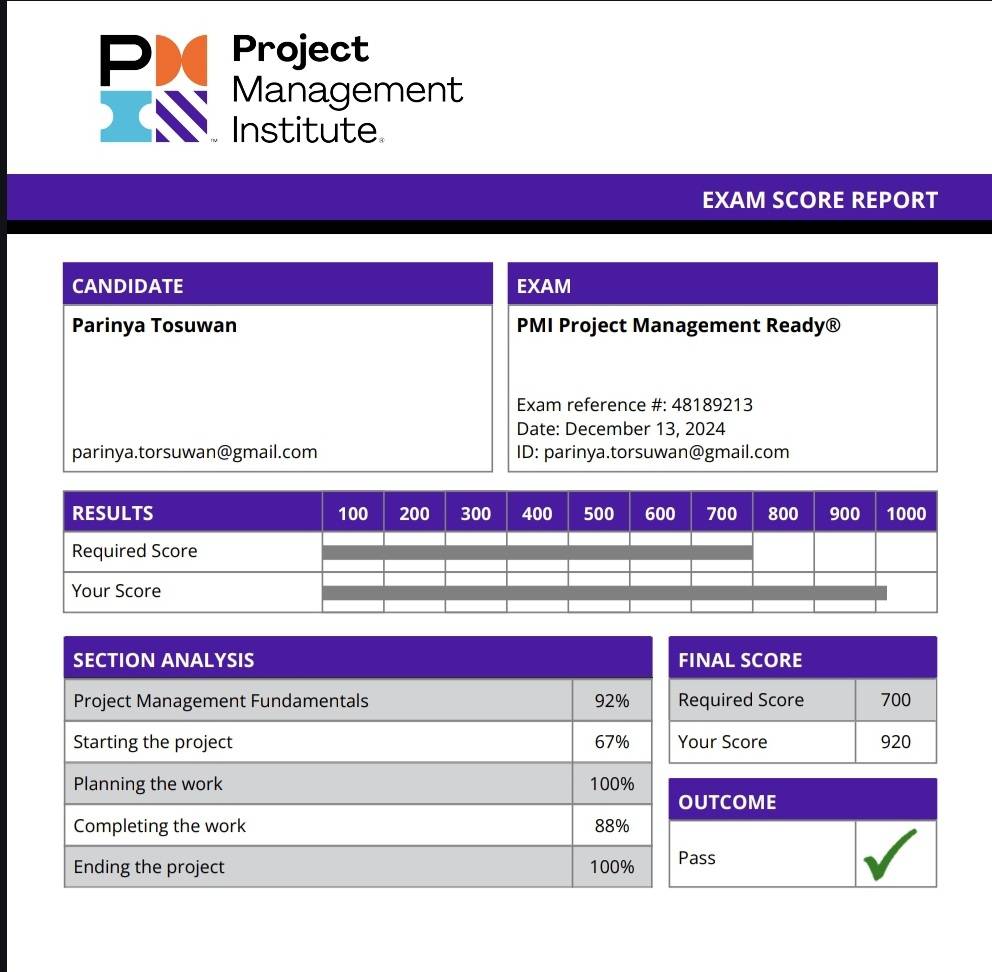 PM
Project
Management
Institute®
™
EXAM SCORE REPORT
CANDIDATE
Parinya Tosuwan
parinya.torsuwan@gmail.com
EXAM
PMI Project Management Ready®
Exam reference #: 48189213
Date: December 13, 2024
ID: parinya.torsuwan@gmail.com
RESULTS 100 200 300 400 500 600 700 800 900 1000
Required Score
Your Score
SECTION ANALYSIS
Project Management Fundamentals 92%
Starting the project 67%
Planning the work 100%
Completing the work 88%
Ending the project 100%
FINAL SCORE
Required Score 700
Your Score 920
OUTCOME
Pass